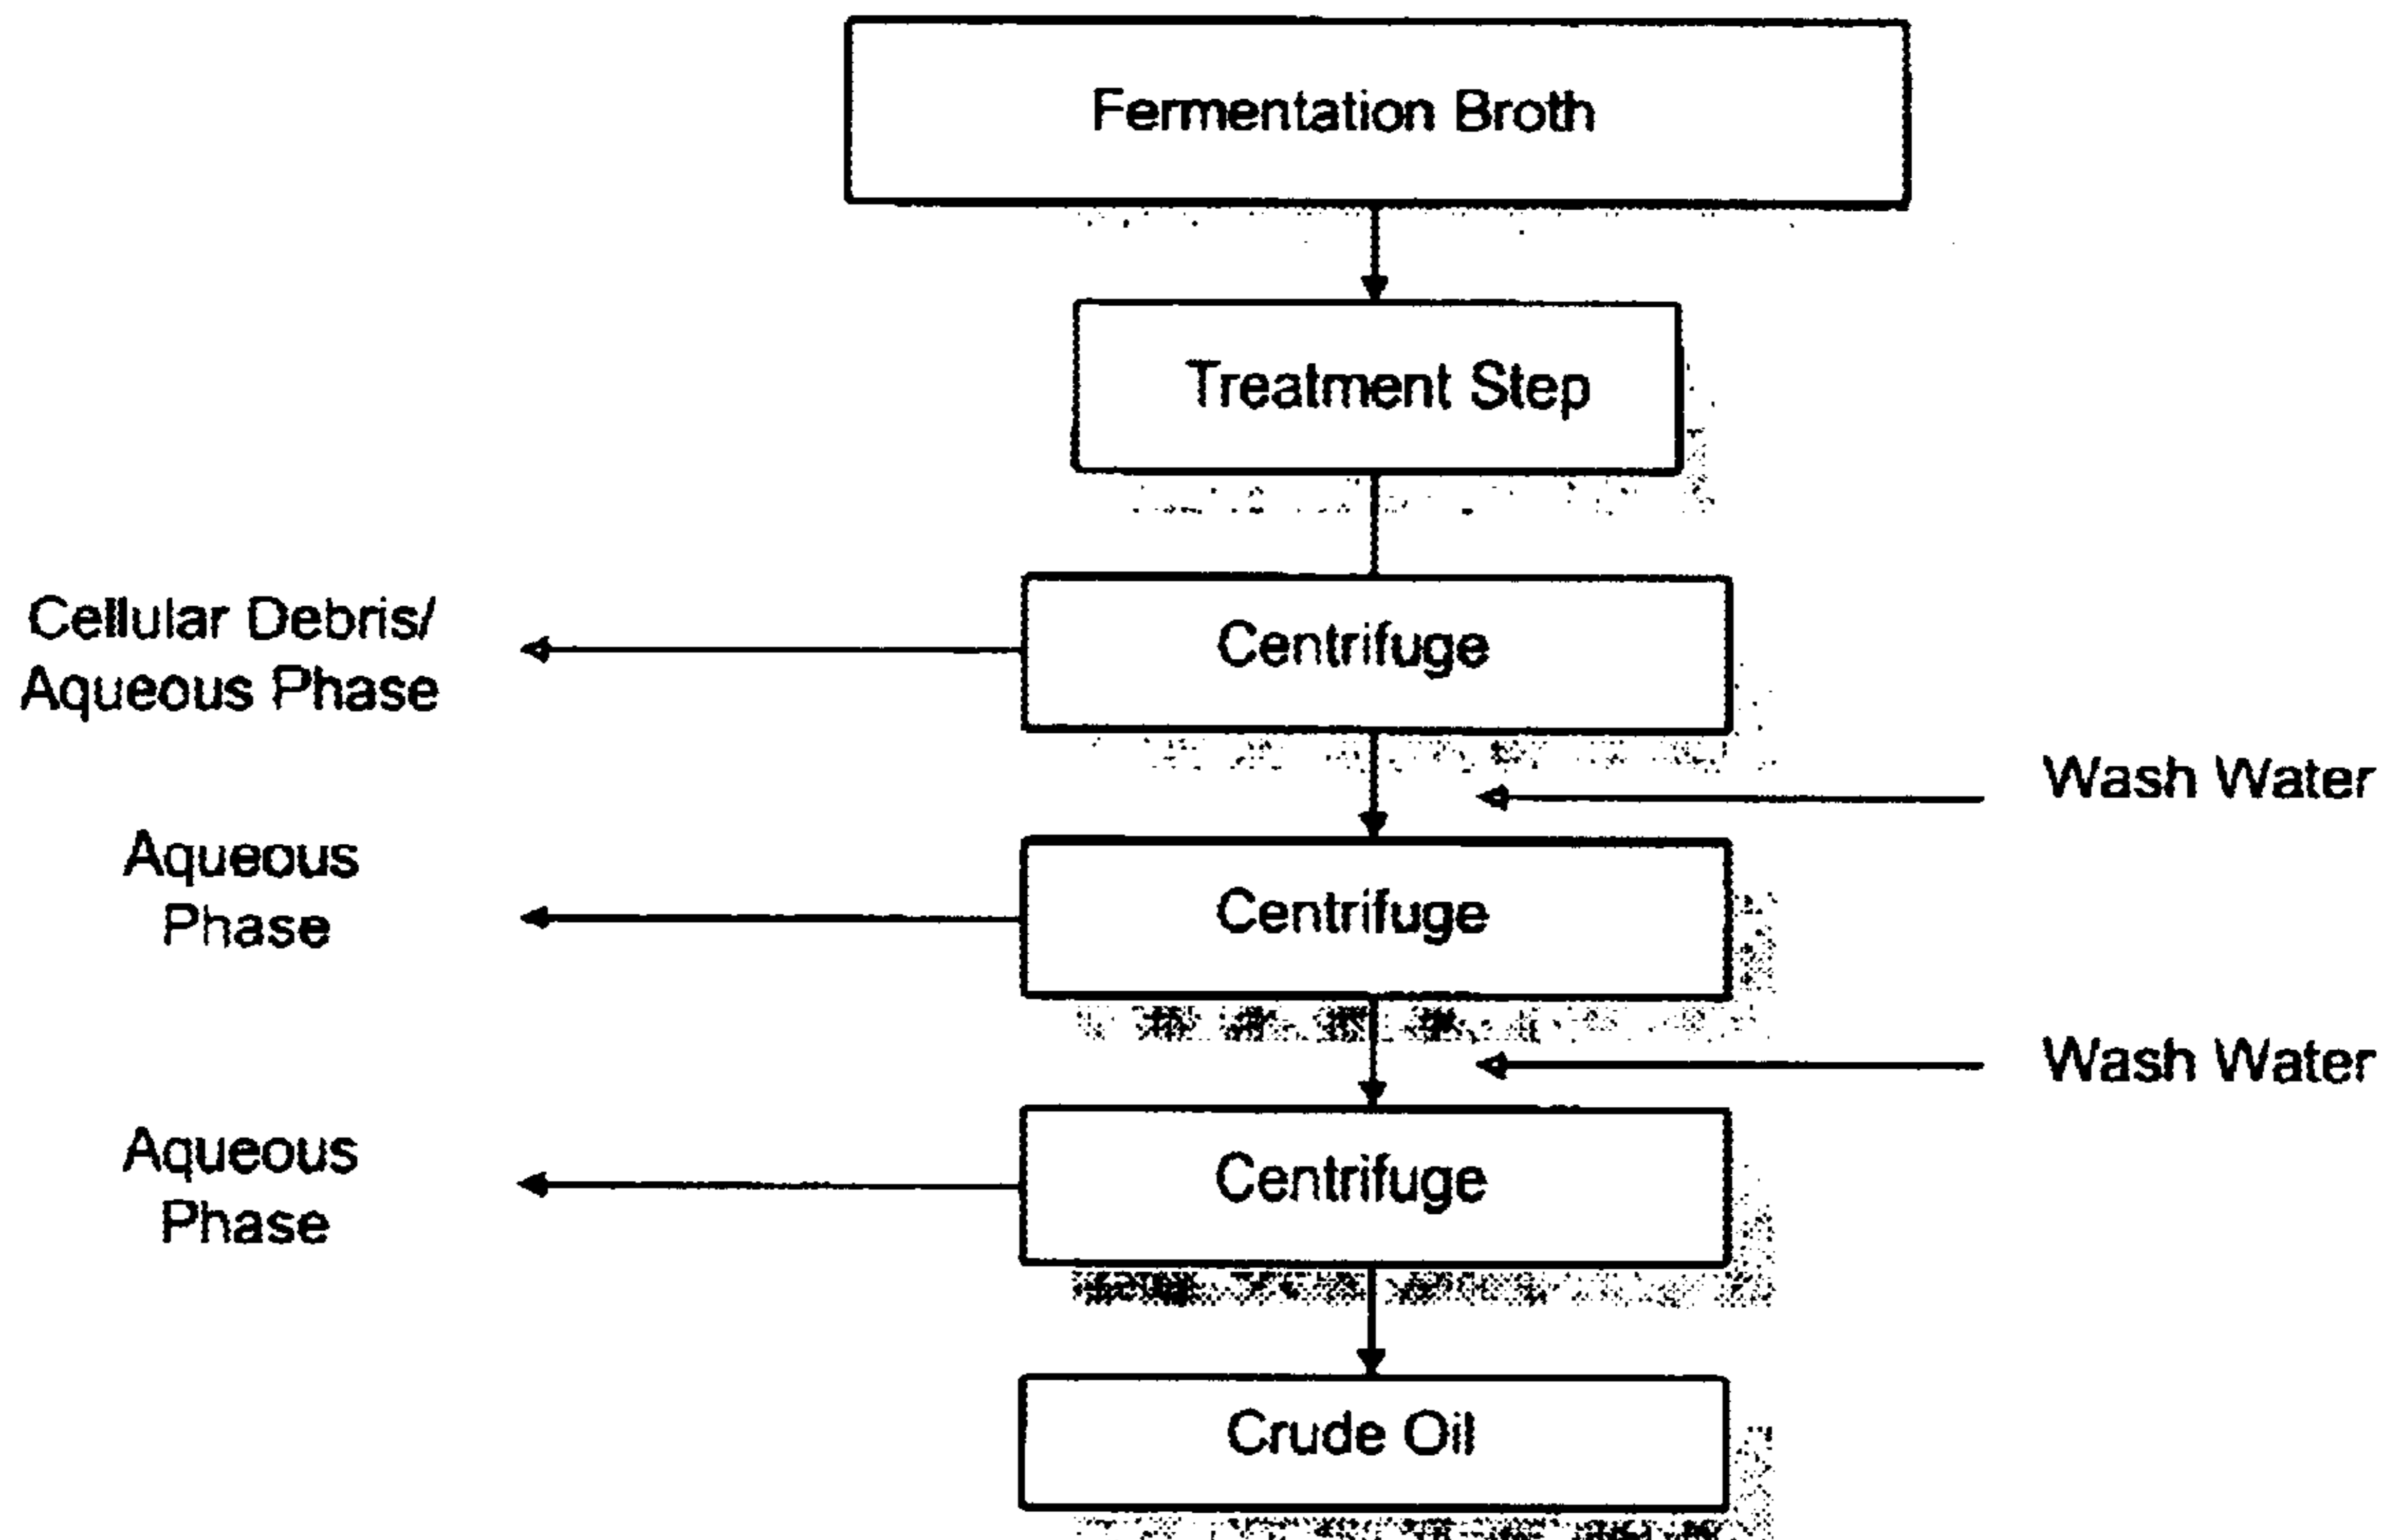 Fermentation Broth
Treatment Step
Cellular Debris/
Aqueous Phase
Centrifuge
Wash Water
Aqueous
Phase
Centrifuge
Wash Water
Aqueous
Phase
Centrifuge
Crude Oil